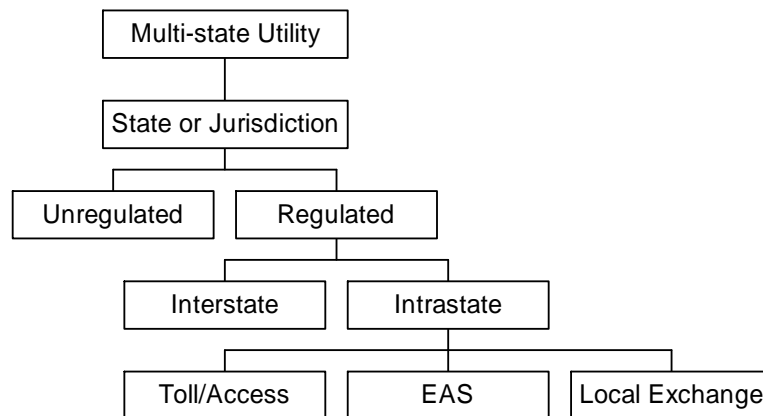 Multi-state Utility
State or Jurisdiction
Unregulated
Regulated
Interstate
Intrastate
Toll/Access
EAS
Local Exchange